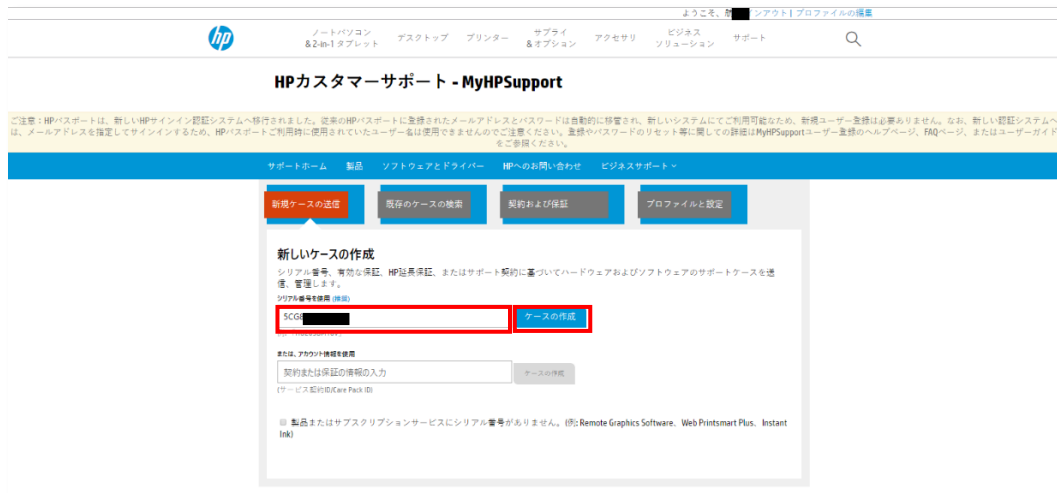 ようこそ、
ンアウト | プロファイルの編集
hp
ノートパソコン
&2-in-1 タブレット
デスクトップ
プリンター
サプライ
&オプション
アクセサリ
ビジネス
ソリューション
サポート
HPカスタマーサポート - MyHPSupport
ご注意：HPパスポートは、新しいHPサインイン認証システムへ移行されました。従来のHPパスポートに登録されたメールアドレスとパスワードは自動的に移管され、新しいシステムにてご利用可能なため、新規ユーザー登録は必要ありません。なお、新しい認証システムへ
は、メールアドレスを指定してサインインするため、HPパスポートご利用時に使用されていたユーザー名は使用できませんのでご注意ください。登録やパスワードのリセット等に関しての詳細はMyHPSupportユーザー登録のヘルプページ、FAQページ、またはユーザーガイド
をご参照ください。
サポートホーム 製品 ソフトウェアとドライバー HPへのお問い合わせ ビジネスサポート
新規ケースの送信
既存のケースの検索
契約および保証
プロファイルと設定
新しいケースの作成
シリアル番号、有効な保証、HP延長保証、またはサポート契約に基づいてハードウェアおよびソフトウェアのサポートケースを送
信、管理します。
シリアル番号を使用 (検索)
5CG8
ケースの作成
または、アカウント情報を使用
契約または保証の情報の入力
ケースの作成
(サービス契約ID/Care Pack ID)
製品またはサブスクリプションサービスにシリアル番号がありません。(例: Remote Graphics Software、Web Printsmart Plus、Instant
Ink)